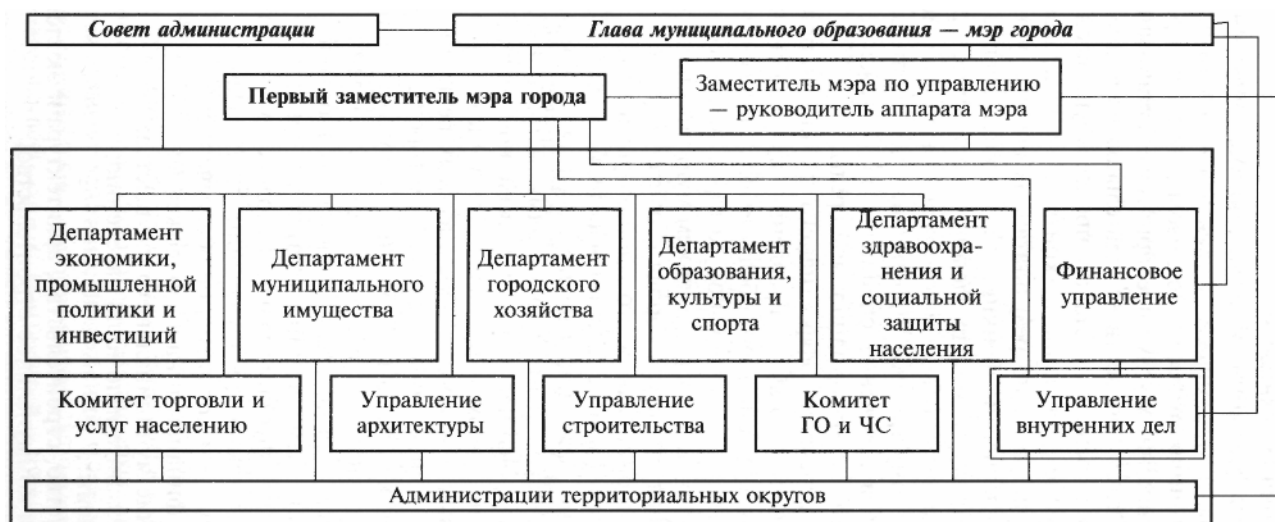 Совет администрации
Глава муниципального образования — мэр города
Первый заместитель мэра города
Заместитель мэра по управлению
— руководитель аппарата мэра
Департамент
экономики,
промышленной
политики и
инвестиций
Департамент
муниципального
имущества
Департамент
городского
хозяйства
Департамент
образования,
культуры и
спорта
Департамент
здравоохра-
нения и
социальной
защиты
населения
Финансовое
управление
Комитет торговли и
услуг населению
Управление
архитектуры
Управление
строительства
Комитет
ГО и ЧС
Управление
внутренних дел
Администрации территориальных округов